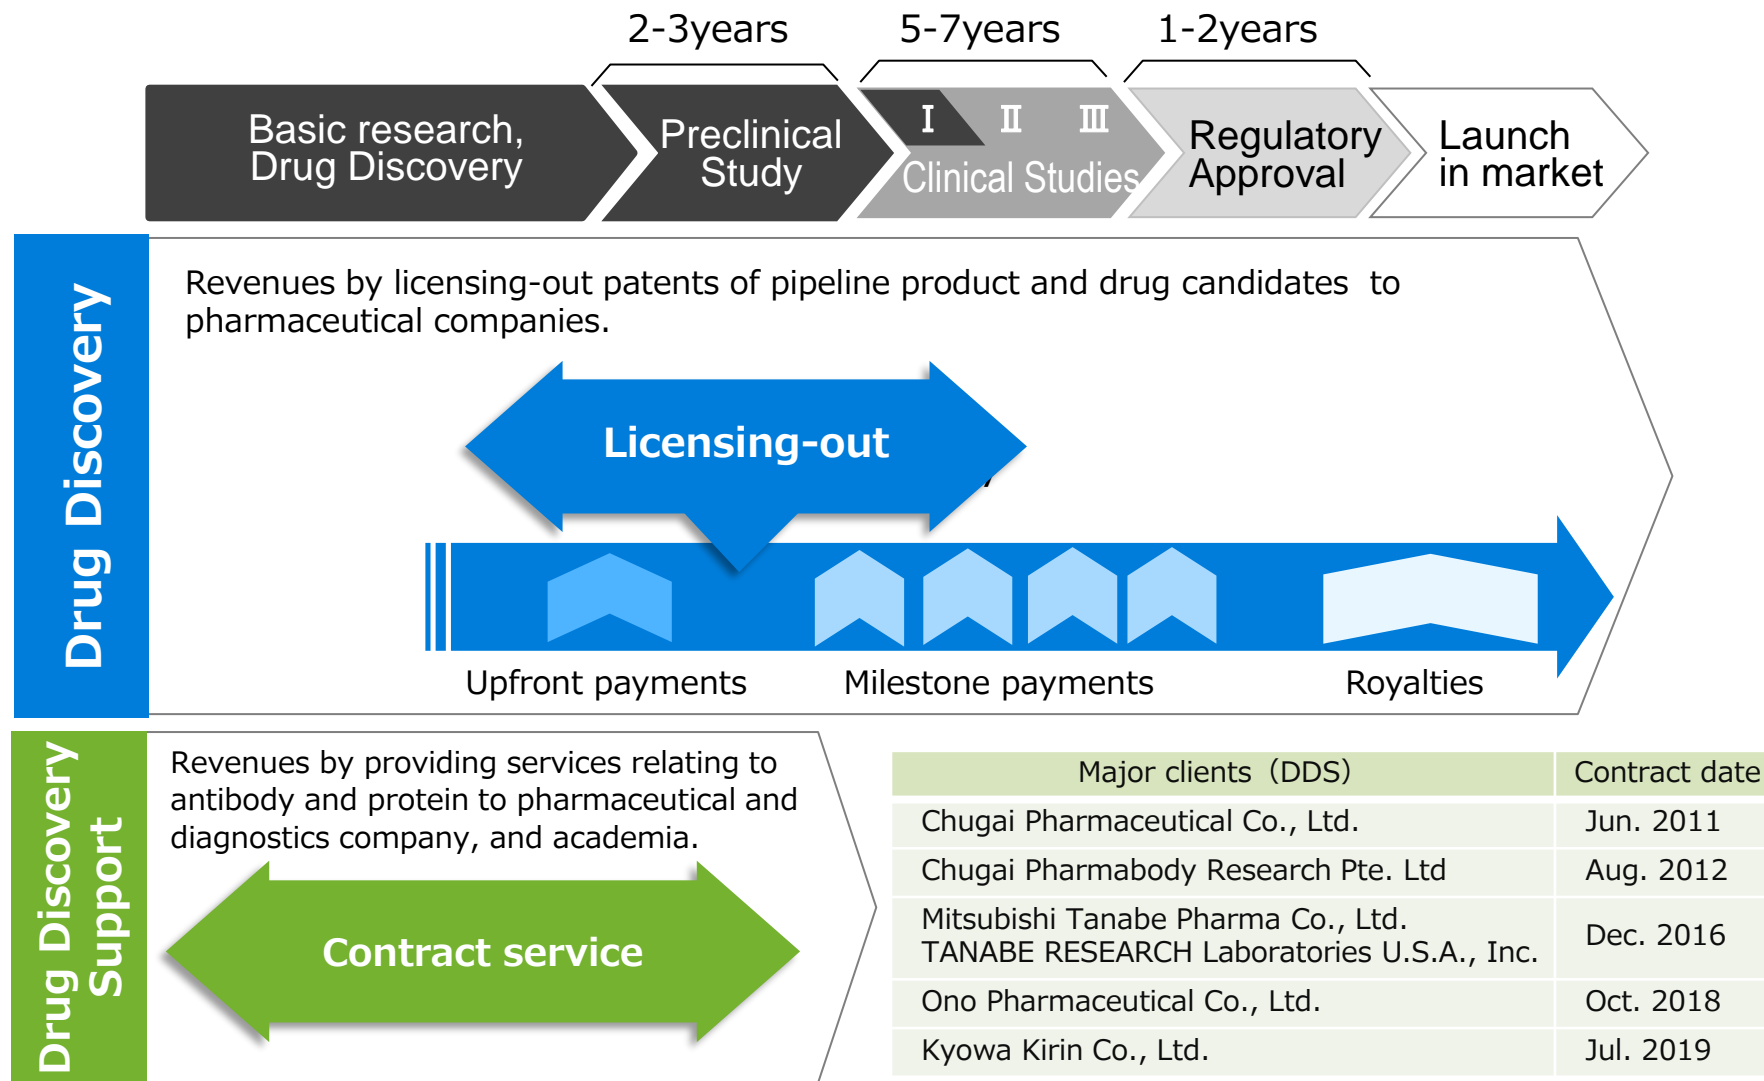 2-3years
5-7years
1-2years
Basic research,
Drug Discovery
Preclinical
Study
Ⅰ Ⅱ Ⅲ
Clinical Studies
Regulatory
Approval
Launch
in market
Drug Discovery
Revenues by licensing-out patents of pipeline product and drug candidates to
pharmaceutical companies.
Licensing-out
Upfront payments
Milestone payments
Royalties
Drug Discovery
Support
Revenues by providing services relating to
antibody and protein to pharmaceutical and
diagnostics company, and academia.
Contract service
Major clients（DDS） Contract date
Chugai Pharmaceutical Co., Ltd. Jun. 2011
Chugai Pharmabody Research Pte. Ltd Aug. 2012
Mitsubishi Tanabe Pharma Co., Ltd.
TANABE RESEARCH Laboratories U.S.A., Inc.
Dec. 2016
Ono Pharmaceutical Co., Ltd. Oct. 2018
Kyowa Kirin Co., Ltd. Jul. 2019